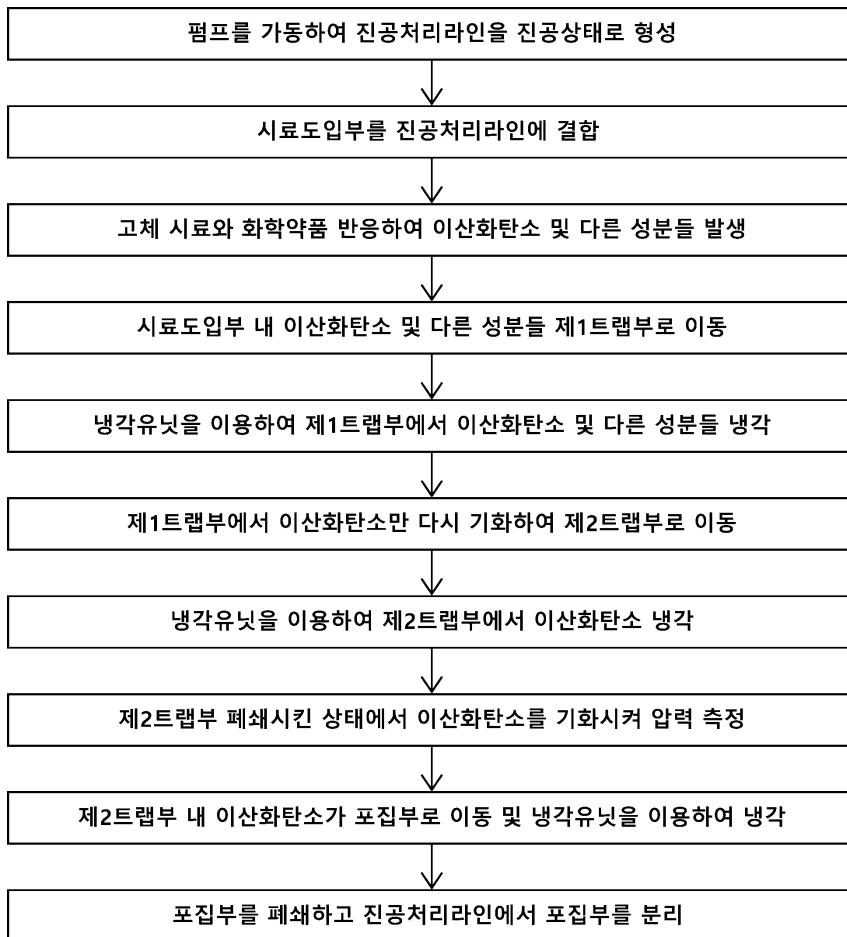 펌프를 가동하여 진공처리라인을 진공상태로 형성
시료도입부를 진공처리라인에 결합
고체 시료와 화학약품 반응하여 이산화탄소 및 다른 성분들 발생
시료도입부 내 이산화탄소 및 다른 성분들 제1트랩부로 이동
냉각유닛을 이용하여 제1트랩부에서 이산화탄소 및 다른 성분들 냉각
제1트랩부에서 이산화탄소만 다시 기화하여 제2트랩부로 이동
냉각유닛을 이용하여 제2트랩부에서 이산화탄소 냉각
제2트랩부 폐쇄시킨 상태에서 이산화탄소를 기화시켜 압력 측정
제2트랩부 내 이산화탄소가 포집부로 이동 및 냉각유닛을 이용하여 냉각
포집부를 폐쇄하고 진공처리라인에서 포집부를 분리